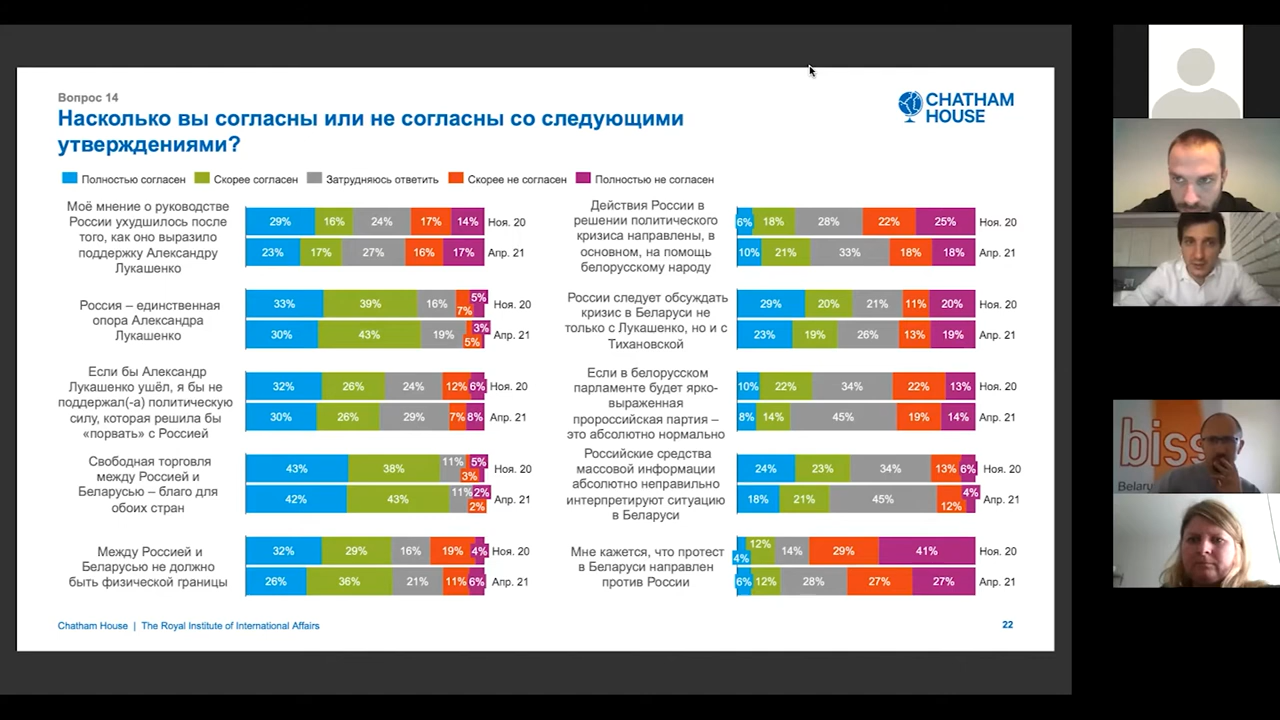 Вопрос 14
Насколько вы согласны или не согласны со следующими
утверждениями?
CHATHAM
HOUSE
Полностью согласен
Скорее согласен
Затрудняюсь ответить
Скорее не согласен
Полностью не согласен
Моё мнение о руководстве
России ухудшилось после
того, как оно выразило
поддержку Александру
Лукашенко
29% 16% 24% 17% 14% Ноя. 20
23% 17% 27% 16% 17% Апр. 21
Россия – единственная
опора Александра
Лукашенко
33% 39% 16% 7% 5% Ноя. 20
30% 43% 19% 5% 3% Апр. 21
Если бы Александр
Лукашенко ушёл, я бы не
поддержал(-а) политическую
силу, которая решила бы
«порвать» с Россией
32% 26% 24% 12% 6% Ноя. 20
30% 26% 29% 7% 8% Апр. 21
Свободная торговля
между Россией и
Беларусью – благо для
обоих стран
43% 38% 11% 3% 5% Ноя. 20
42% 43% 11% 2% 2% Апр. 21
Между Россией и
Беларусью не должно
быть физической границы
32% 29% 16% 19% 4% Ноя. 20
26% 36% 21% 11% 6% Апр. 21
Действия России в
решении политического
кризиса направлены, в
основном, на помощь
белорусскому народу
6% 18% 28% 22% 25% Ноя. 20
10% 21% 33% 18% 18% Апр. 21
России следует обсуждать
кризис в Беларуси не
только с Лукашенко, но и с
Тихановской
29% 20% 21% 11% 20% Ноя. 20
23% 19% 26% 13% 19% Апр. 21
Если в белорусском
парламенте будет ярко-
выраженная
пророссийская партия –
это абсолютно нормально
10% 22% 34% 22% 13% Ноя. 20
8% 14% 45% 19% 14% Апр. 21
Российские средства
массовой информации
абсолютно неправильно
интерпретируют ситуацию
в Беларуси
24% 23% 34% 13% 6% Ноя. 20
18% 21% 45% 12% 4% Апр. 21
Мне кажется, что протест
в Беларуси направлен
против России
4% 12% 14% 29% 41% Ноя. 20
6% 12% 28% 27% 27% Апр. 21
Chatham House | The Royal Institute of International Affairs
22
biss